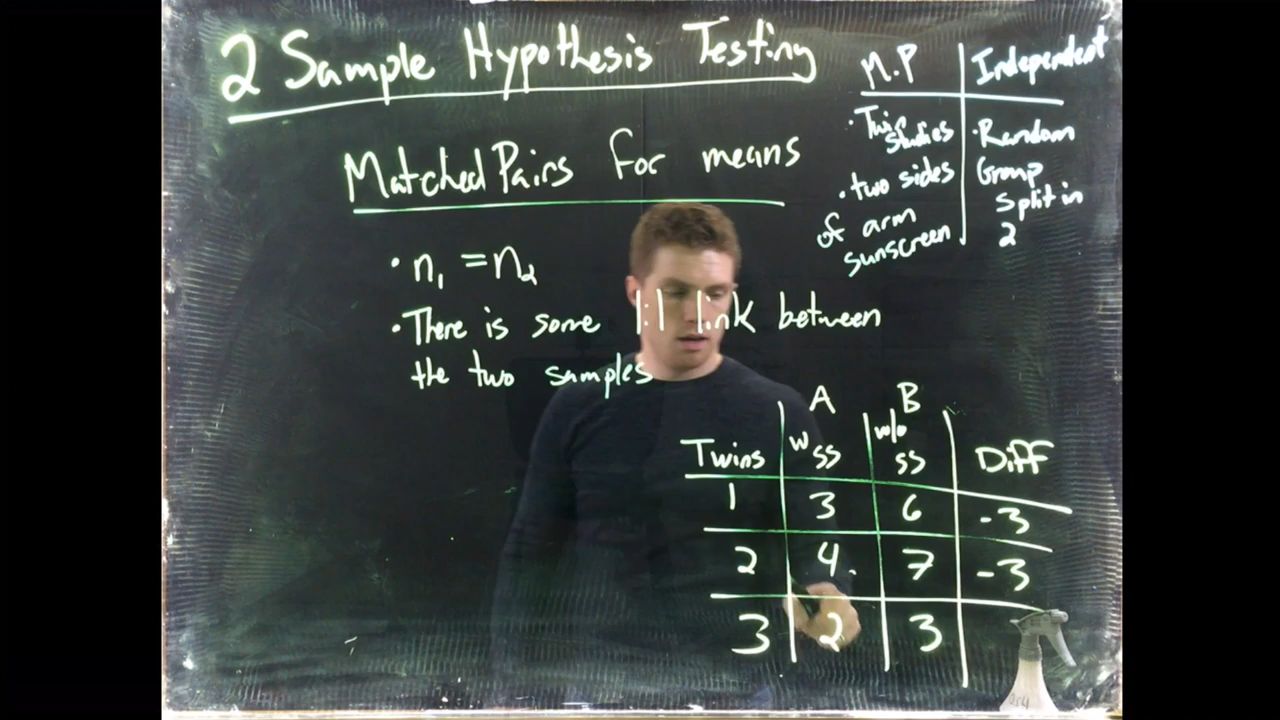 2 Sample Hypothesis Testing
M.P Independent
• Twin studies • Random
• two sides Group
of arm split in
sunscreen 2
Matched Pairs for means
• n₁ = n₂
• There is some 1:1 link between
the two samples
A B
Twins w ss w/o ss Diff
1 3 6 -3
2 4 7 -3
3 2 3